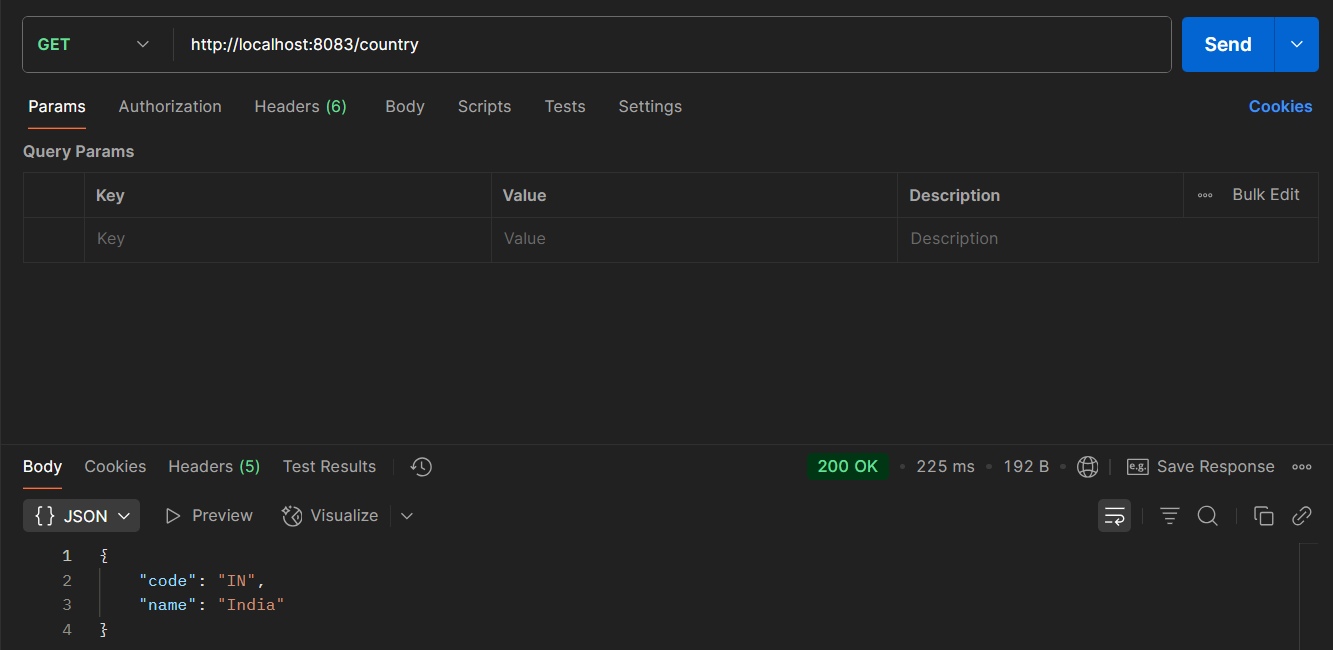 GET http://localhost:8083/country Send
Params Authorization Headers (6) Body Scripts Tests Settings Cookies
Query Params
Key Value Description Bulk Edit
Key Value Description
Body Cookies Headers (5) Test Results 200 OK • 225 ms • 192 B • e.g. Save Response
{} JSON Preview Visualize
1 {
2 "code": "IN",
3 "name": "India"
4 }